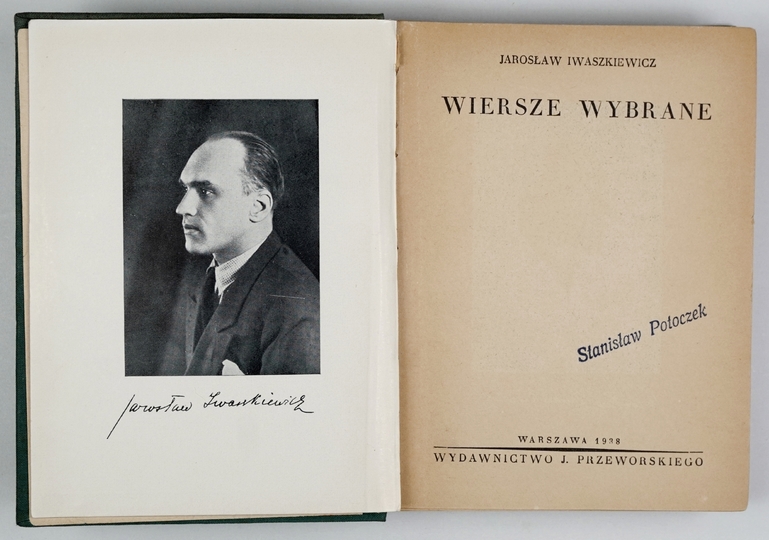 Jarosław Iwaszkiewicz
JAROSŁAW IWASZKIEWICZ
WIERSZE WYBRANE
Stanisław Potoczek
WARSZAWA 1938
WYDAWNICTWO J. PRZEWORSKIEGO